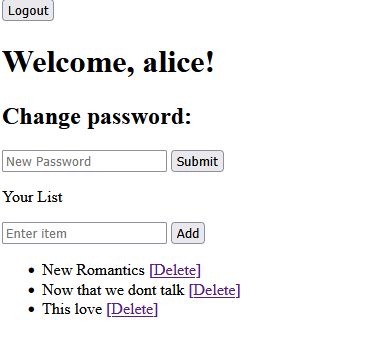 Logout
Welcome, alice!
Change password:
New Password Submit
Your List
Enter item Add
New Romantics [Delete]
Now that we dont talk [Delete]
This love [Delete]